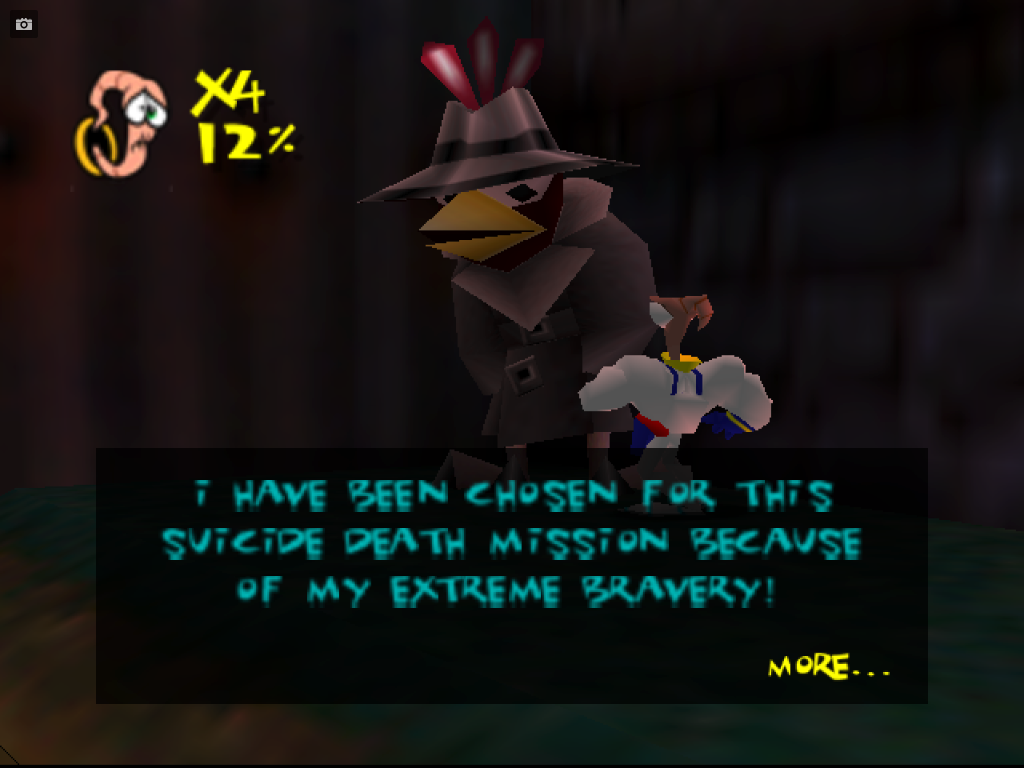 X4
12%
i HAVE BEEN CHOSEN FOR THiS
SUiCiDE DEATH MiSSiON BECAUSE
OF MY EXTREME BRAVERY!
MORE...